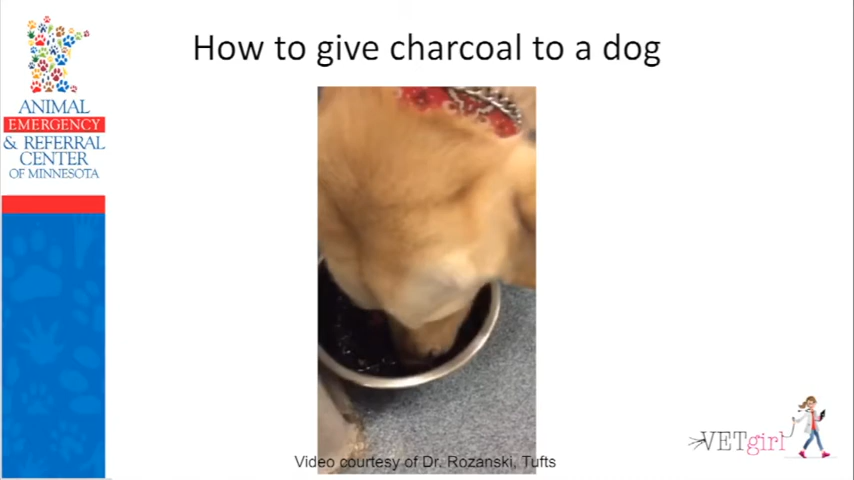 How to give charcoal to a dog
ANIMAL
EMERGENCY
& REFERRAL
CENTER
OF MINNESOTA
Video courtesy of Dr. Rozanski, Tufts
VETgirl